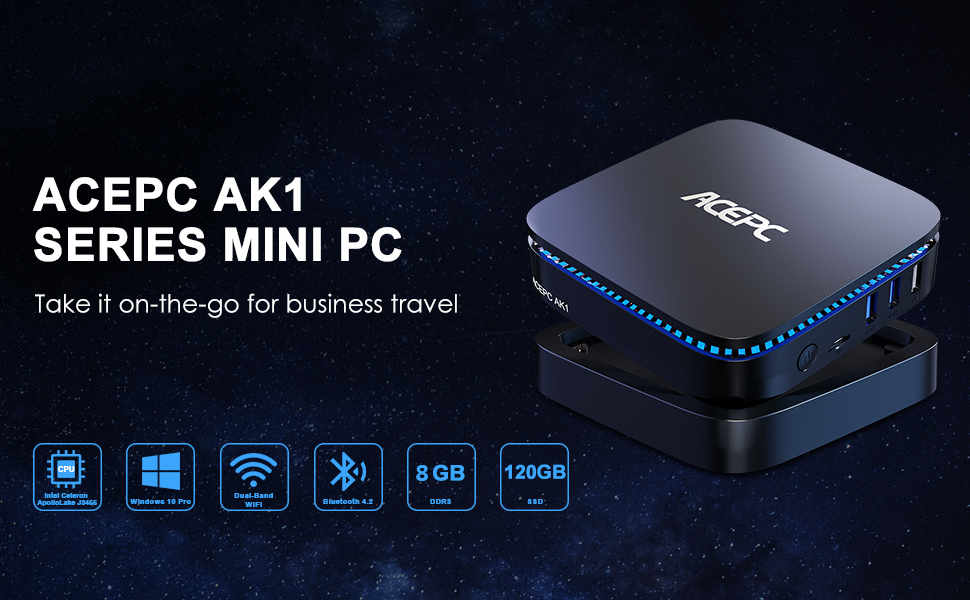 ACEPC AK1
SERIES MINI PC
Take it on-the-go for business travel
ACEPC
ACEPC AK1
CPU
Intel Celeron
ApolloLake J3455
Windows 10 Pro
Dual-Band
WIFI
Bluetooth 4.2
8 GB
DDR3
120GB
SSD